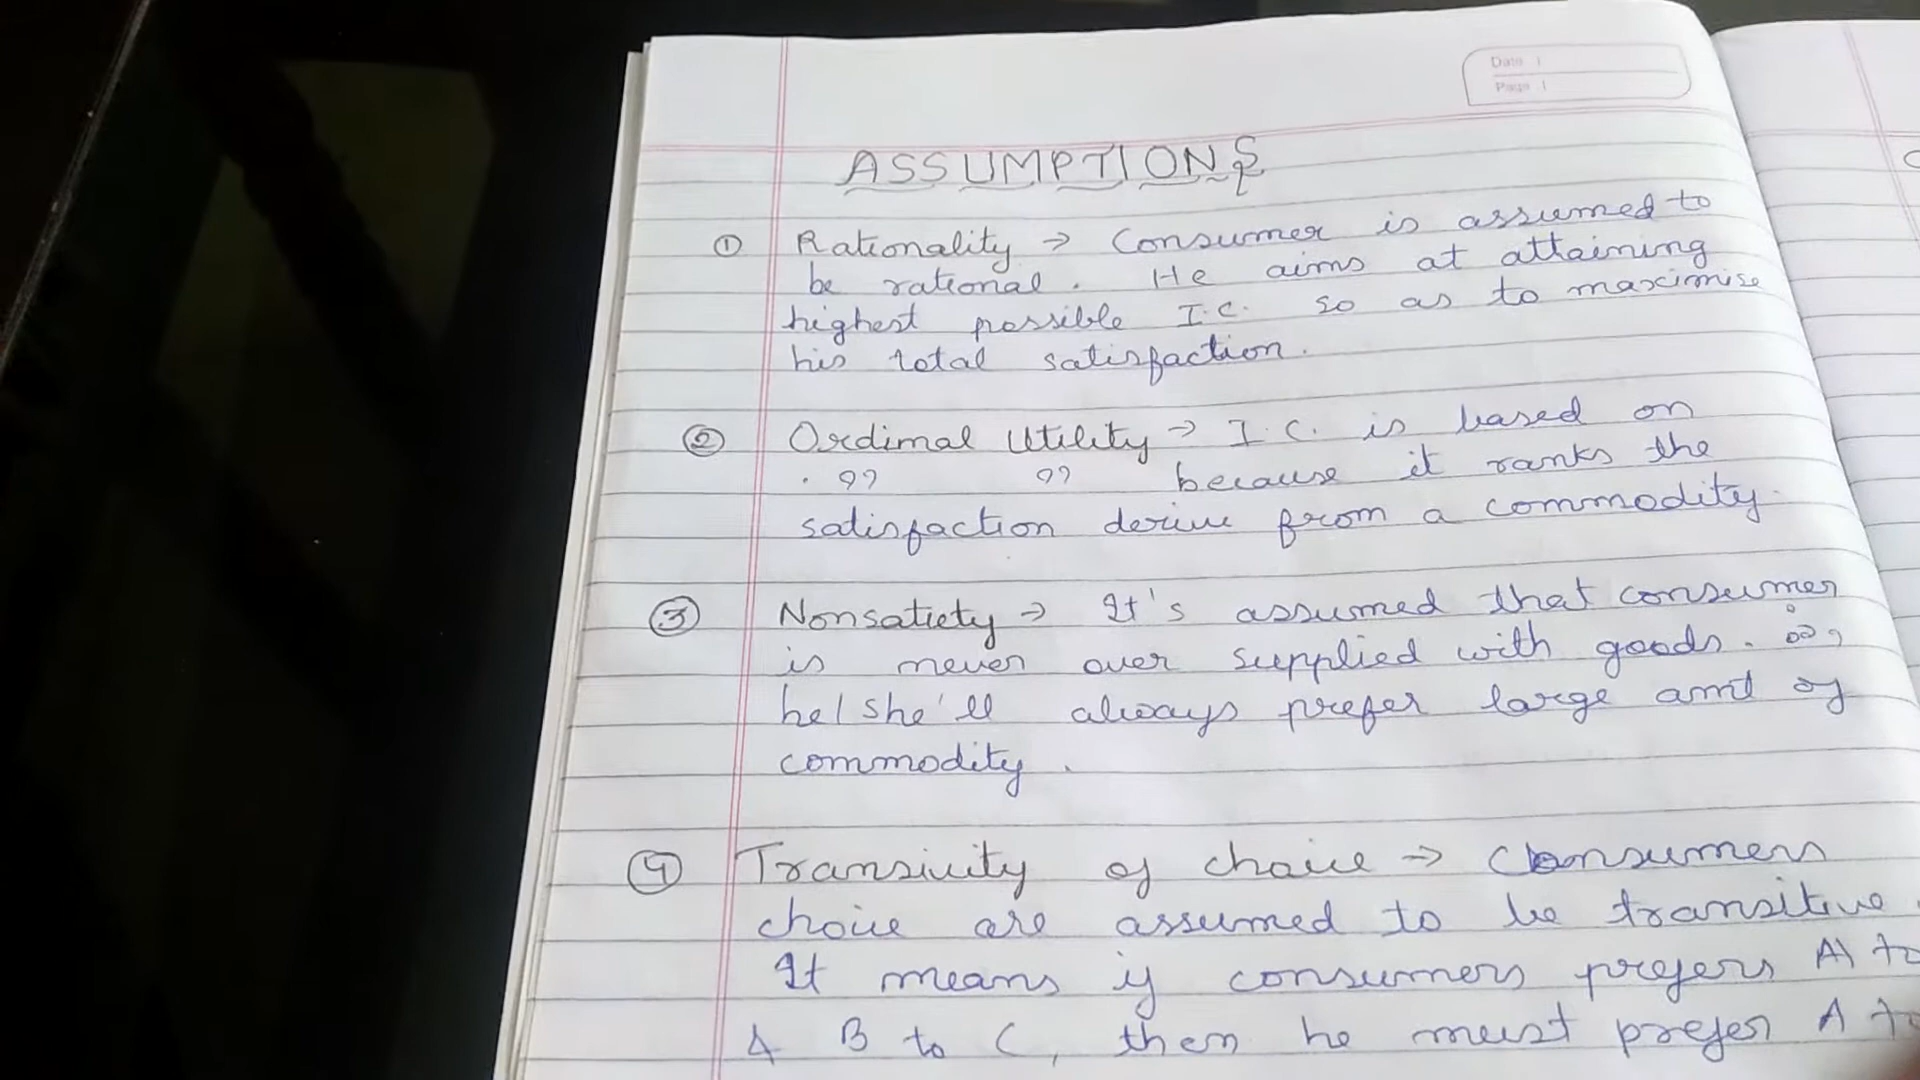 Date :
Page :
ASSUMPTIONS
① Rationality → Consumer is assumed to
be rational. He aims at attaining
highest possible I.C. so as to maximise
his total satisfaction.
② Ordinal Utility → I.C. is based on
. ?? ?? because it ranks the
satisfaction derive from a commodity.
③ Nonsatiety → It's assumed that consumer
is never over supplied with goods. ∴,
he/she'll always prefer large amt of
commodity.
④ Transivity of choice → Consumers
choice are assumed to be transitive.
It means if consumers prefers A to
& B to C, then he must prefer A to